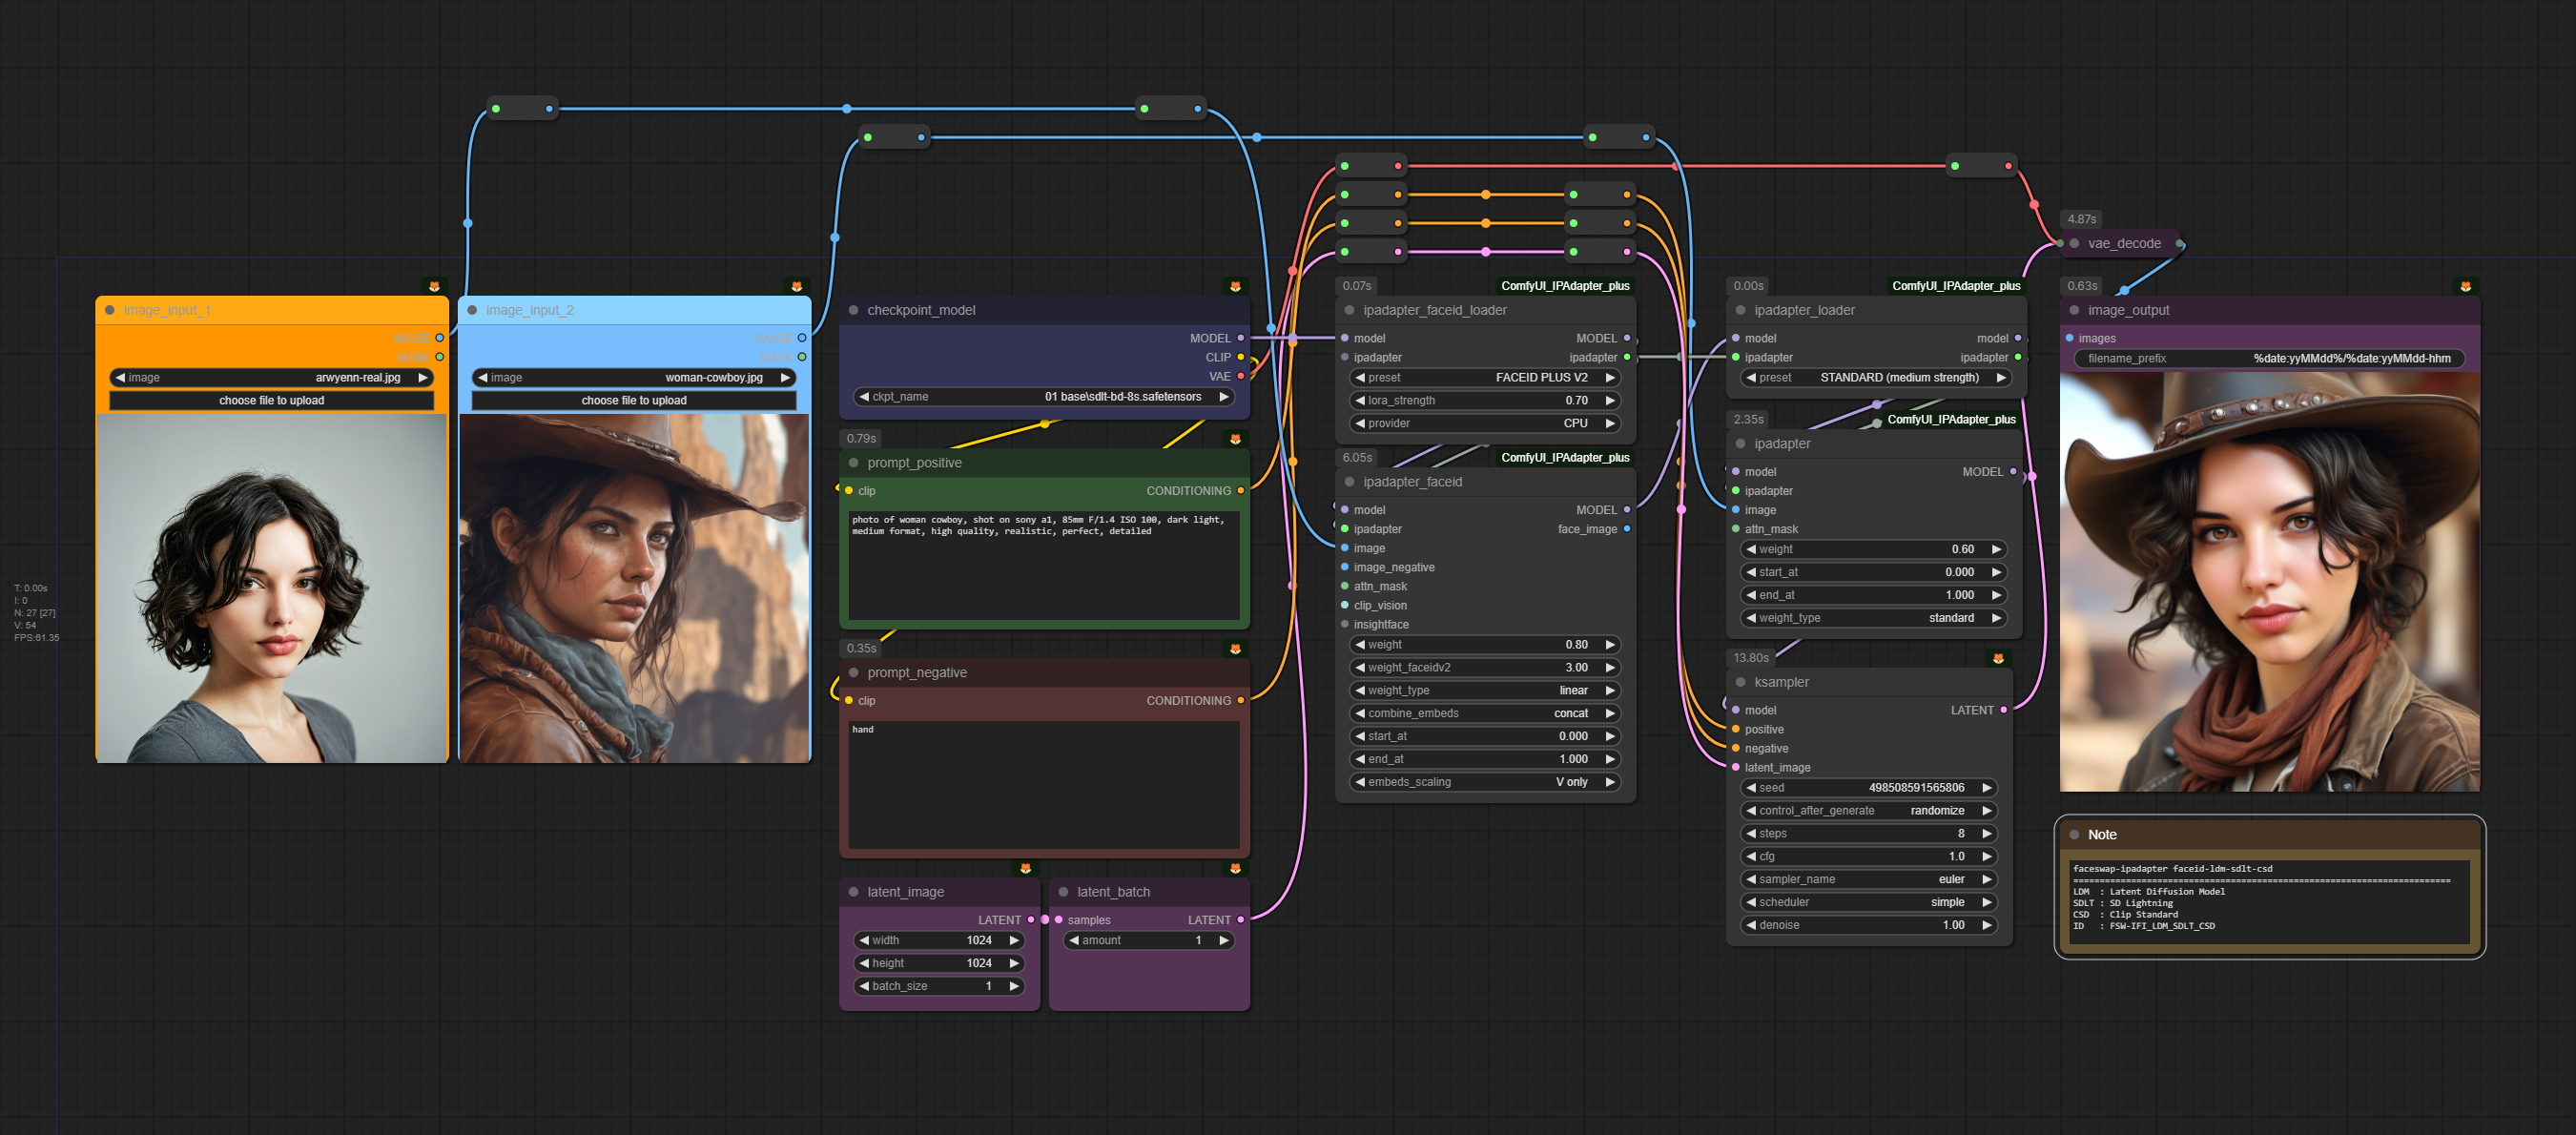 4.87s
vae_decode
image_input_1
IMAGE
MASK
image
arwyenn-real.jpg
choose file to upload
image_input_2
IMAGE
MASK
image
woman-cowboy.jpg
choose file to upload
checkpoint_model
MODEL
CLIP
VAE
ckpt_name
01 base\sdlt-bd-8s.safetensors
0.79s
prompt_positive
clip
CONDITIONING
photo of woman cowboy, shot on sony a1, 85mm F/1.4 ISO 100, dark light,
medium format, high quality, realistic, perfect, detailed
0.35s
prompt_negative
clip
CONDITIONING
hand
latent_image
LATENT
width
1024
height
1024
batch_size
1
latent_batch
samples
LATENT
amount
1
0.07s
ComfyUI_IPAdapter_plus
ipadapter_faceid_loader
model
MODEL
ipadapter
ipadapter
preset
FACEID PLUS V2
lora_strength
0.70
provider
CPU
6.05s
ComfyUI_IPAdapter_plus
ipadapter_faceid
model
MODEL
ipadapter
face_image
image
image_negative
attn_mask
clip_vision
insightface
weight
0.80
weight_faceidv2
3.00
weight_type
linear
combine_embeds
concat
start_at
0.000
end_at
1.000
embeds_scaling
V only
0.00s
ComfyUI_IPAdapter_plus
ipadapter_loader
model
model
ipadapter
ipadapter
preset
STANDARD (medium strength)
2.35s
ComfyUI_IPAdapter_plus
ipadapter
model
MODEL
ipadapter
image
attn_mask
weight
0.60
start_at
0.000
end_at
1.000
weight_type
standard
13.80s
ksampler
model
LATENT
positive
negative
latent_image
seed
498508591565806
control_after_generate
randomize
steps
8
cfg
1.0
sampler_name
euler
scheduler
simple
denoise
1.00
0.63s
image_output
images
filename_prefix
%date:yyMMdd%/%date:yyMMdd-hhm
Note
faceswap-ipadapter faceid-ldm-sdlt-csd
LDM : Latent Diffusion Model
SDLT : SD Lightning
CSD : Clip Standard
ID : FSW-IFI_LDM_SDLT_CSD
T: 0.00s
I: 0
N: 27 [27]
V: 54
FPS:61.35